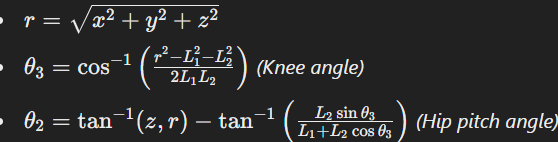 • r = √(x² + y² + z²)
• θ₃ = cos⁻¹ ((r² − L₁² − L₂²) / (2L₁L₂)) (Knee angle)
• θ₂ = tan⁻¹(z, r) − tan⁻¹ ((L₂ sin θ₃) / (L₁ + L₂ cos θ₃)) (Hip pitch angle)